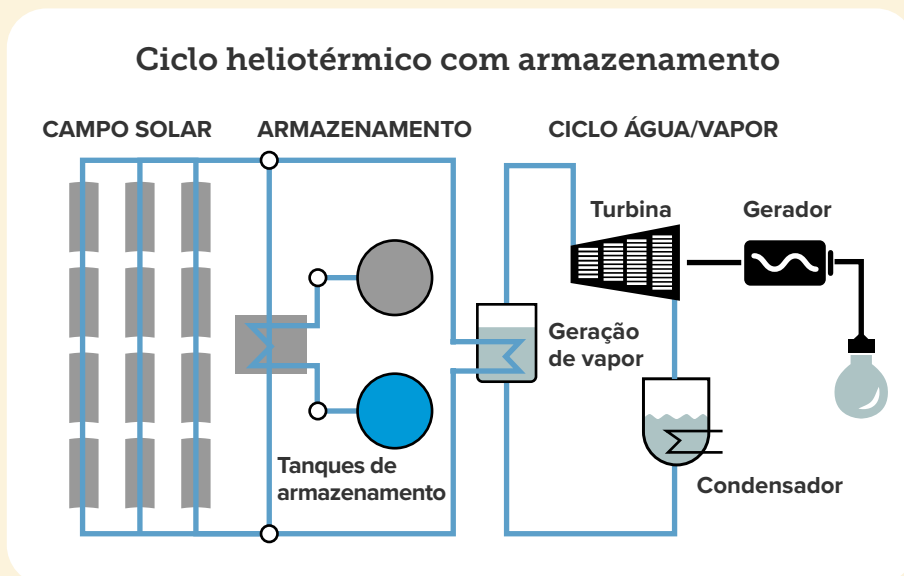 Ciclo heliotérmico com armazenamento
CAMPO SOLAR
ARMAZENAMENTO
CICLO ÁGUA/VAPOR
Turbina
Gerador
Geração
de vapor
Tanques de
armazenamento
Condensador